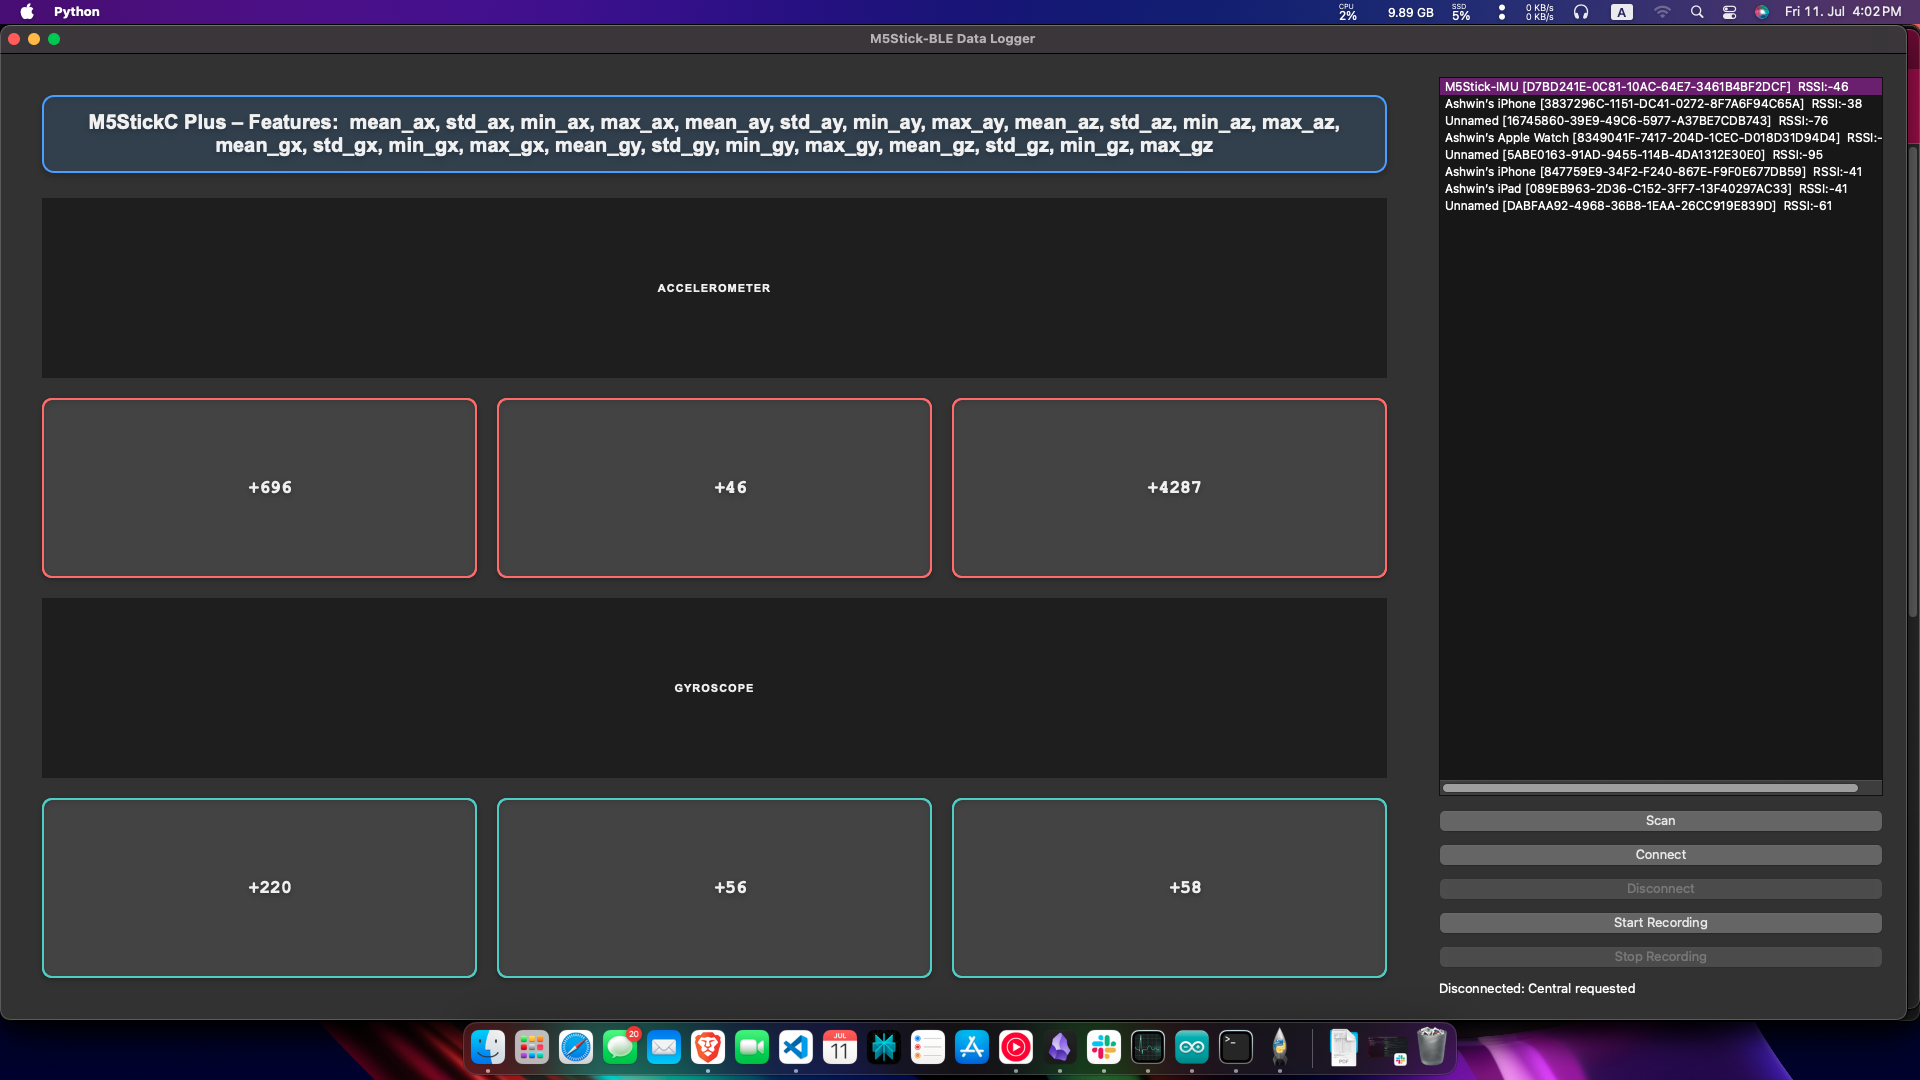 Python
CPU
2%
9.89 GB
SSD
5%
0 KB/s
0 KB/s
A
Fri 11. Jul 4:02 PM
M5Stick-BLE Data Logger
M5StickC Plus – Features: mean_ax, std_ax, min_ax, max_ax, mean_ay, std_ay, min_ay, max_ay, mean_az, std_az, min_az, max_az,
mean_gx, std_gx, min_gx, max_gx, mean_gy, std_gy, min_gy, max_gy, mean_gz, std_gz, min_gz, max_gz
ACCELEROMETER
+696
+46
+4287
GYROSCOPE
+220
+56
+58
M5Stick-IMU [D7BD241E-0C81-10AC-64E7-3461B4BF2DCF] RSSI:-46
Ashwin's iPhone [3837296C-1151-DC41-0272-8F7A6F94C65A] RSSI:-38
Unnamed [16745860-39E9-49C6-5977-A37BE7CDB743] RSSI:-76
Ashwin's Apple Watch [8349041F-7417-204D-1CEC-D018D31D94D4] RSSI:-
Unnamed [5ABE0163-91AD-9455-114B-4DA1312E30E0] RSSI:-95
Ashwin's iPhone [847759E9-34F2-F240-867E-F9F0E677DB59] RSSI:-41
Ashwin's iPad [089EB963-2D36-C152-3FF7-13F40297AC33] RSSI:-41
Unnamed [DABFAA92-4968-36B8-1EAA-26CC919E839D] RSSI:-61
Scan
Connect
Disconnect
Start Recording
Stop Recording
Disconnected: Central requested
20
JUL
11
PDF